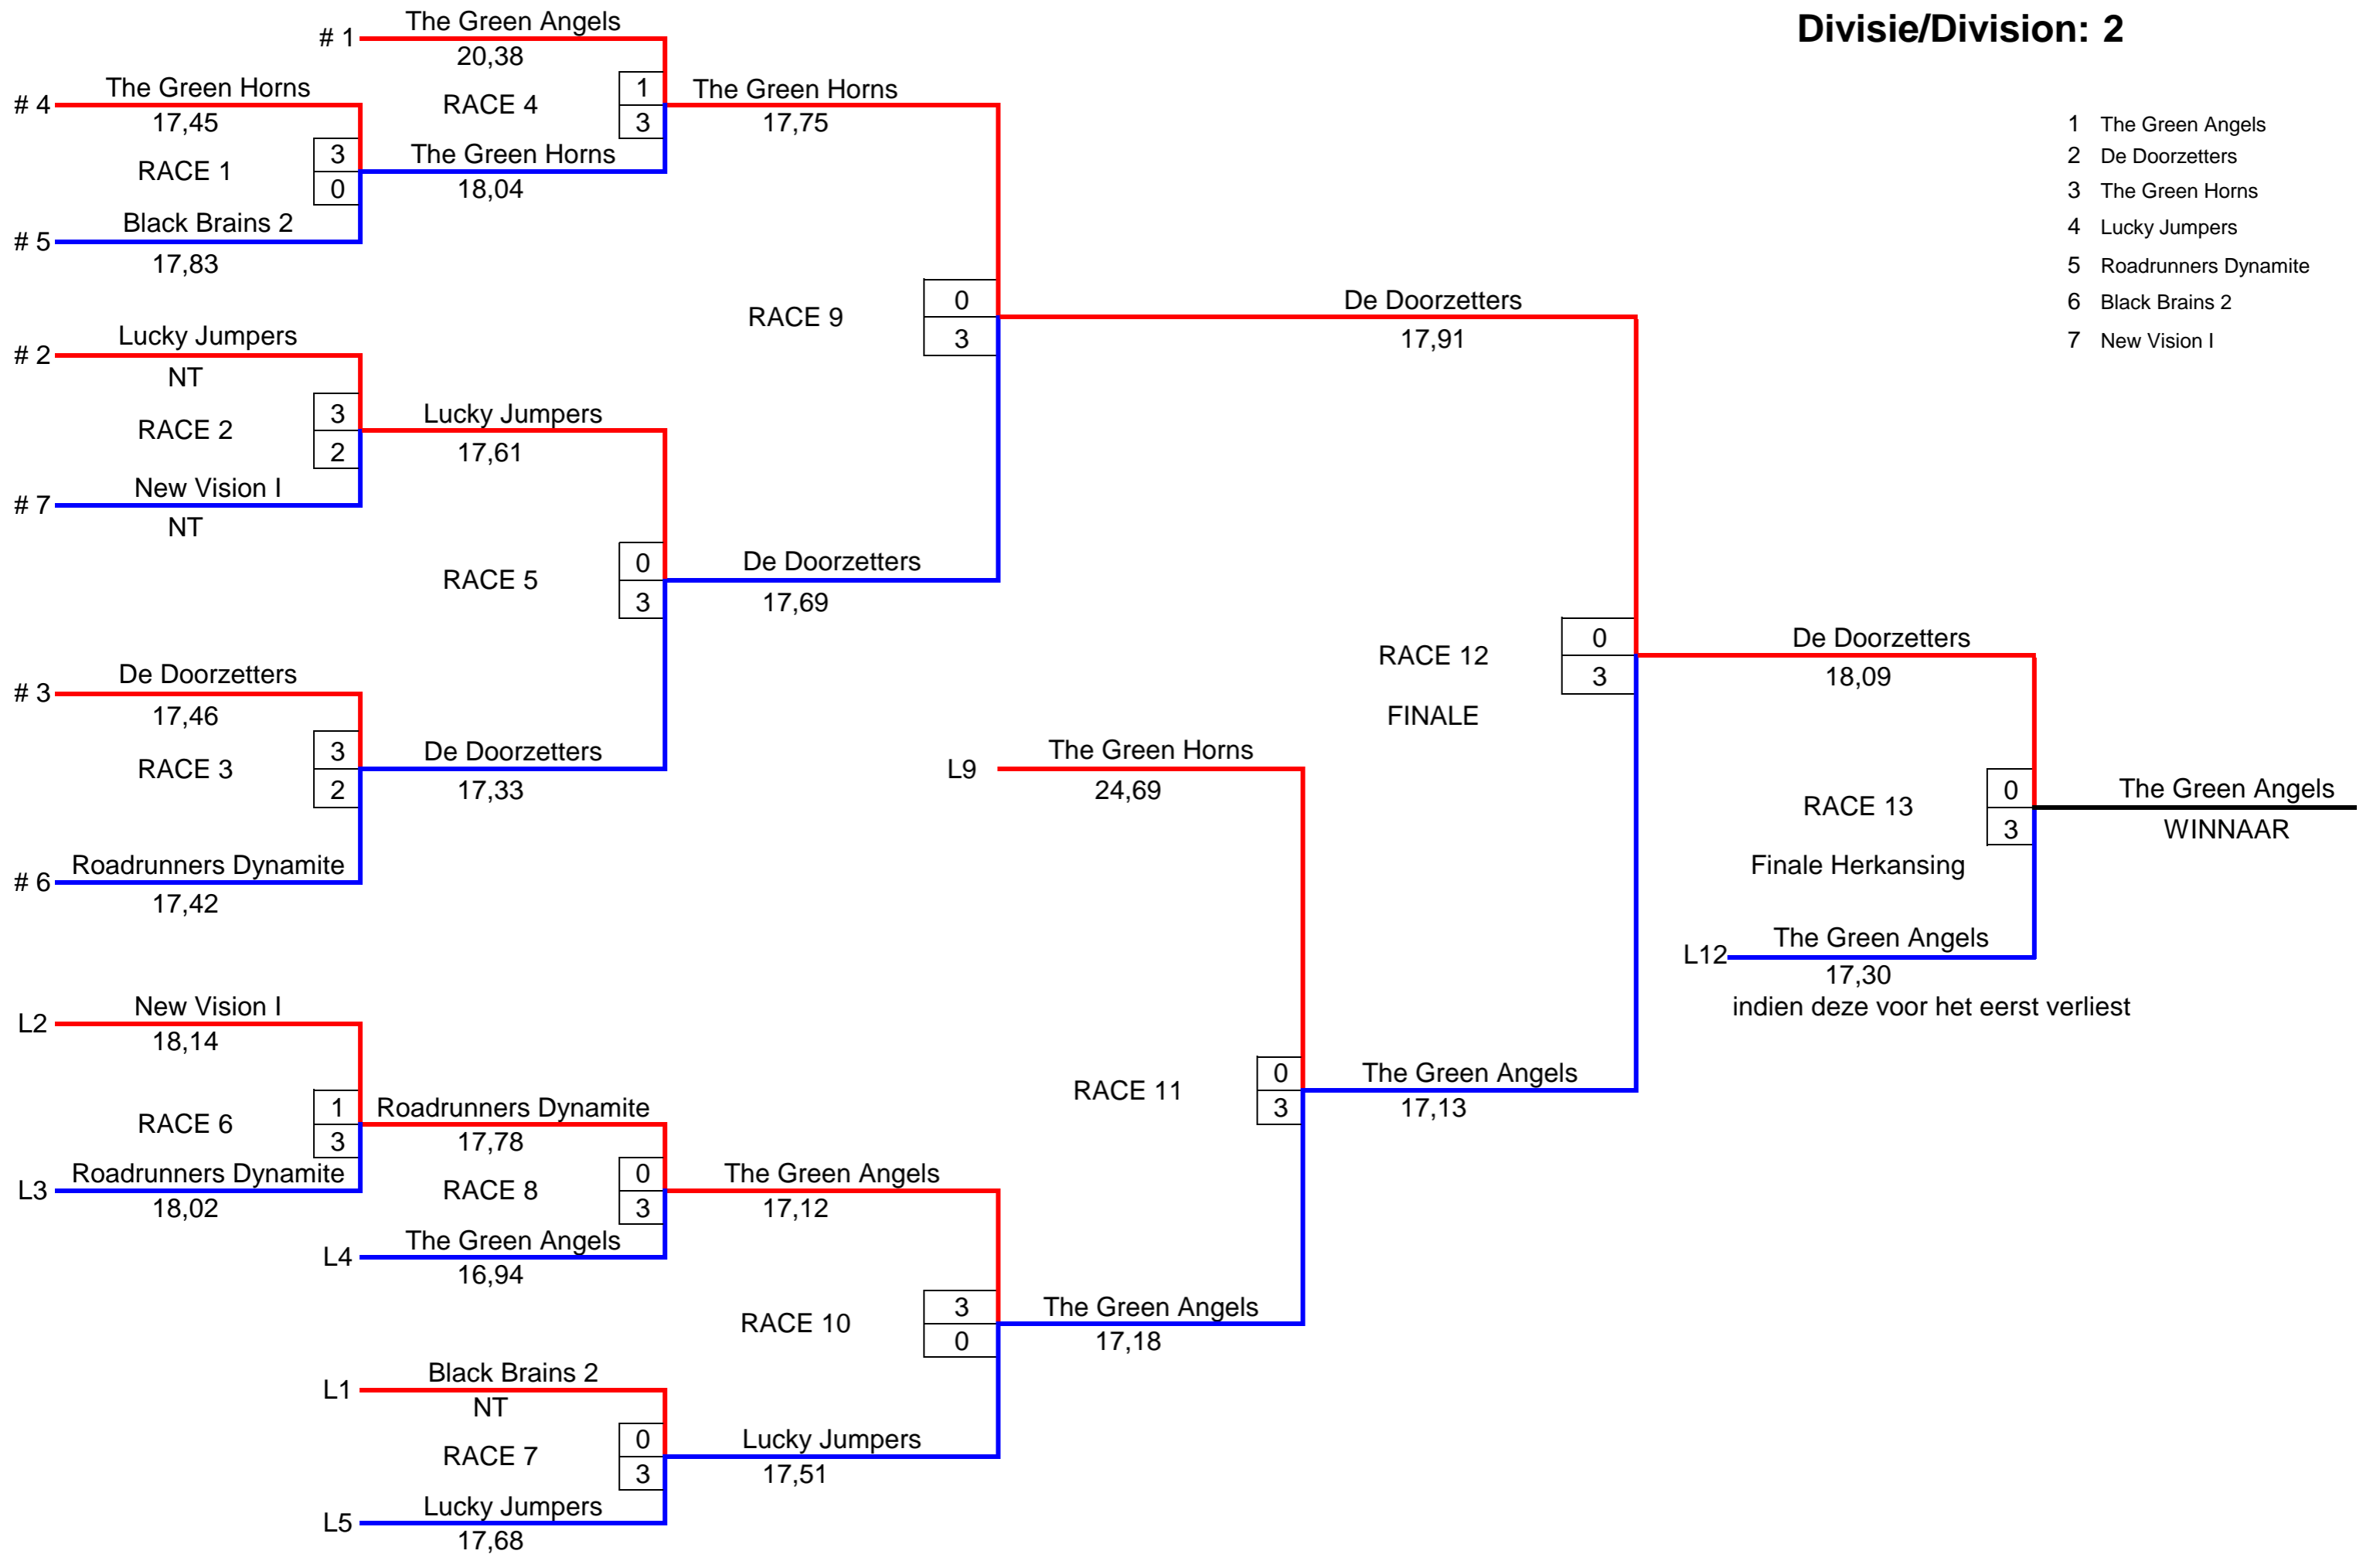 Divisie/Division: 2
1 The Green Angels
2 De Doorzetters
3 The Green Horns
4 Lucky Jumpers
5 Roadrunners Dynamite
6 Black Brains 2
7 New Vision I
# 1
The Green Angels
20,38
RACE 4
1
3
The Green Horns
18,04
# 4
The Green Horns
17,45
RACE 1
3
0
# 5
Black Brains 2
17,83
# 2
Lucky Jumpers
NT
RACE 2
3
2
# 7
New Vision I
NT
Lucky Jumpers
17,61
RACE 5
0
3
# 3
De Doorzetters
17,46
RACE 3
3
2
# 6
Roadrunners Dynamite
17,42
De Doorzetters
17,33
The Green Horns
17,75
RACE 9
0
3
De Doorzetters
17,69
De Doorzetters
17,91
RACE 12
0
3
FINALE
L9
The Green Horns
24,69
RACE 11
0
3
The Green Angels
17,13
De Doorzetters
18,09
RACE 13
0
3
Finale Herkansing
The Green Angels
WINNAAR
L12
The Green Angels
17,30
indien deze voor het eerst verliest
L2
New Vision I
18,14
RACE 6
1
3
L3
Roadrunners Dynamite
18,02
Roadrunners Dynamite
17,78
RACE 8
0
3
L4
The Green Angels
16,94
The Green Angels
17,12
RACE 10
3
0
The Green Angels
17,18
L1
Black Brains 2
NT
RACE 7
0
3
L5
Lucky Jumpers
17,68
Lucky Jumpers
17,51